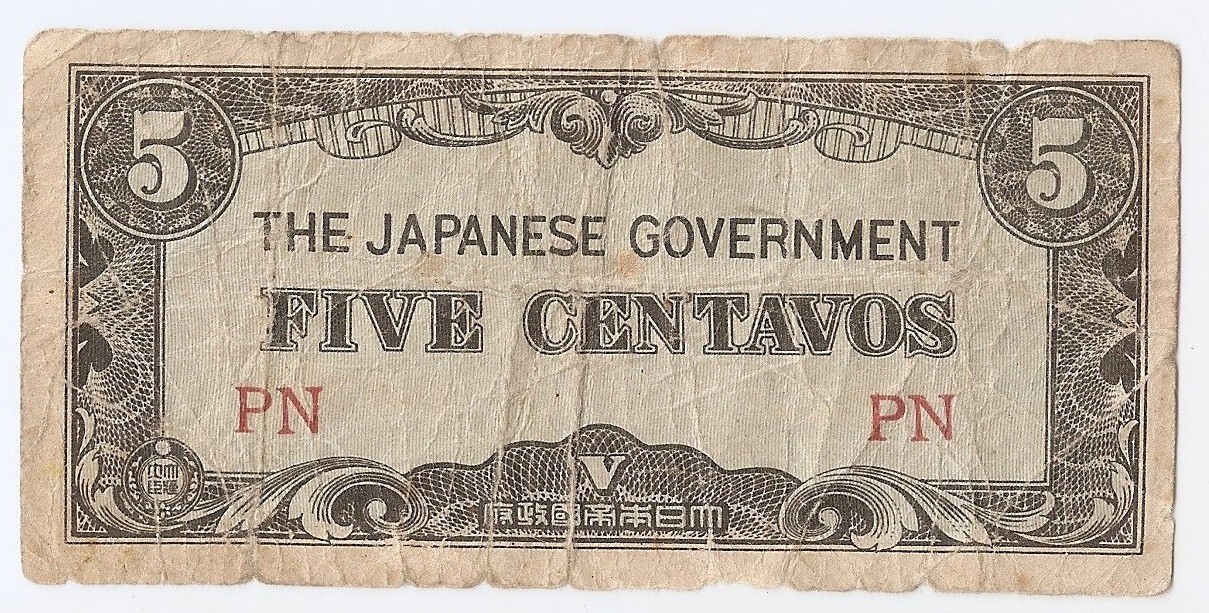 5 5
THE JAPANESE GOVERNMENT
FIVE CENTAVOS
PN PN
V
大日本帝國政府